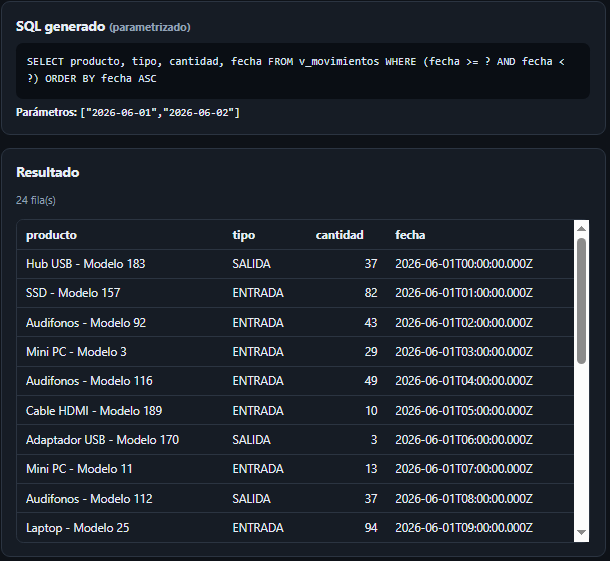 SQL generado (parametrizado)
SELECT producto, tipo, cantidad, fecha FROM v_movimientos WHERE (fecha >= ? AND fecha <
?) ORDER BY fecha ASC
Parámetros: ["2026-06-01","2026-06-02"]
Resultado
24 fila(s)
producto tipo cantidad fecha
Hub USB - Modelo 183 SALIDA 37 2026-06-01T00:00:00.000Z
SSD - Modelo 157 ENTRADA 82 2026-06-01T01:00:00.000Z
Audifonos - Modelo 92 ENTRADA 43 2026-06-01T02:00:00.000Z
Mini PC - Modelo 3 ENTRADA 29 2026-06-01T03:00:00.000Z
Audifonos - Modelo 116 ENTRADA 49 2026-06-01T04:00:00.000Z
Cable HDMI - Modelo 189 ENTRADA 10 2026-06-01T05:00:00.000Z
Adaptador USB - Modelo 170 SALIDA 3 2026-06-01T06:00:00.000Z
Mini PC - Modelo 11 ENTRADA 13 2026-06-01T07:00:00.000Z
Audifonos - Modelo 112 SALIDA 37 2026-06-01T08:00:00.000Z
Laptop - Modelo 25 ENTRADA 94 2026-06-01T09:00:00.000Z